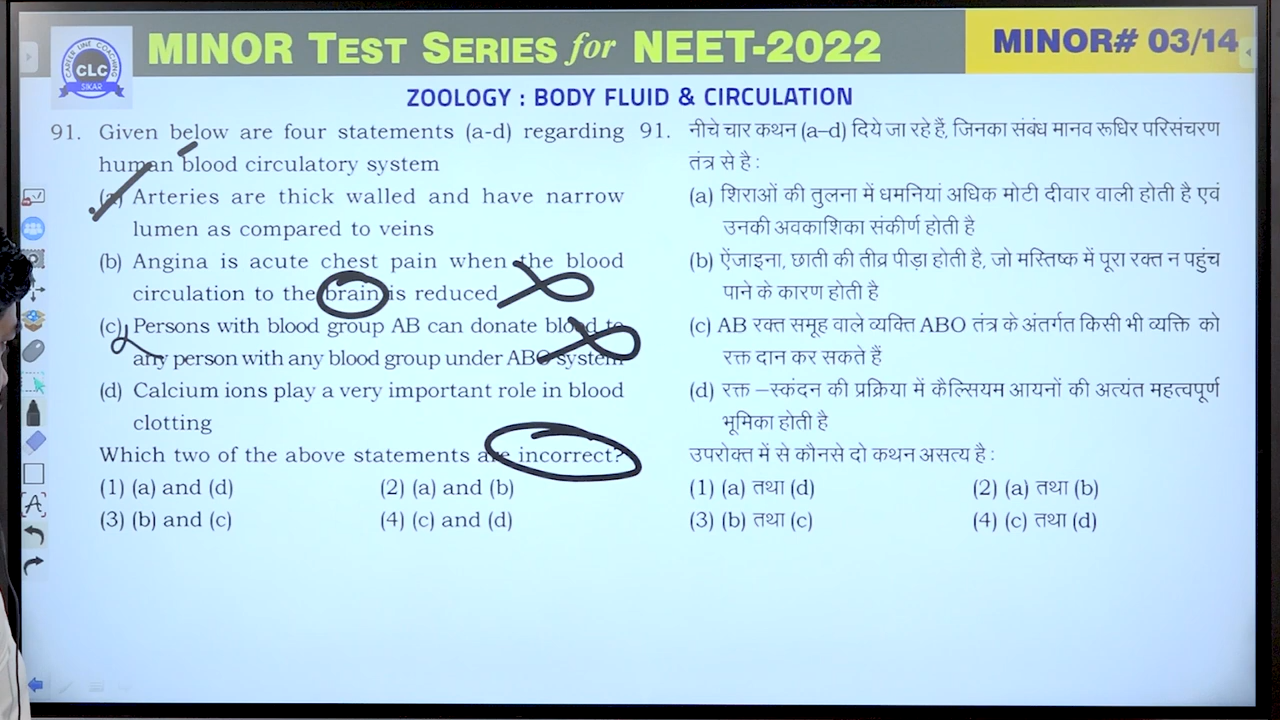 MINOR TEST SERIES for NEET-2022
MINOR# 03/14
CAREER LINE COACHING
CLC
SIKAR
ZOOLOGY : BODY FLUID & CIRCULATION
91. Given below are four statements (a-d) regarding
human blood circulatory system
(a) Arteries are thick walled and have narrow
lumen as compared to veins
(b) Angina is acute chest pain when the blood
circulation to the brain is reduced
(c) Persons with blood group AB can donate blood to
any person with any blood group under ABO system
(d) Calcium ions play a very important role in blood
clotting
Which two of the above statements are incorrect?
(1) (a) and (d) (2) (a) and (b)
(3) (b) and (c) (4) (c) and (d)
91. नीचे चार कथन (a–d) दिये जा रहे हैं, जिनका संबंध मानव रूधिर परिसंचरण
तंत्र से है :
(a) शिराओं की तुलना में धमनियां अधिक मोटी दीवार वाली होती है एवं
उनकी अवकाशिका संकीर्ण होती है
(b) ऐंजाइना, छाती की तीव्र पीड़ा होती है, जो मस्तिष्क में पूरा रक्त न पहुंच
पाने के कारण होती है
(c) AB रक्त समूह वाले व्यक्ति ABO तंत्र के अंतर्गत किसी भी व्यक्ति को
रक्त दान कर सकते हैं
(d) रक्त –स्कंदन की प्रक्रिया में कैल्सियम आयनों की अत्यंत महत्वपूर्ण
भूमिका होती है
उपरोक्त में से कौनसे दो कथन असत्य है :
(1) (a) तथा (d) (2) (a) तथा (b)
(3) (b) तथा (c) (4) (c) तथा (d)